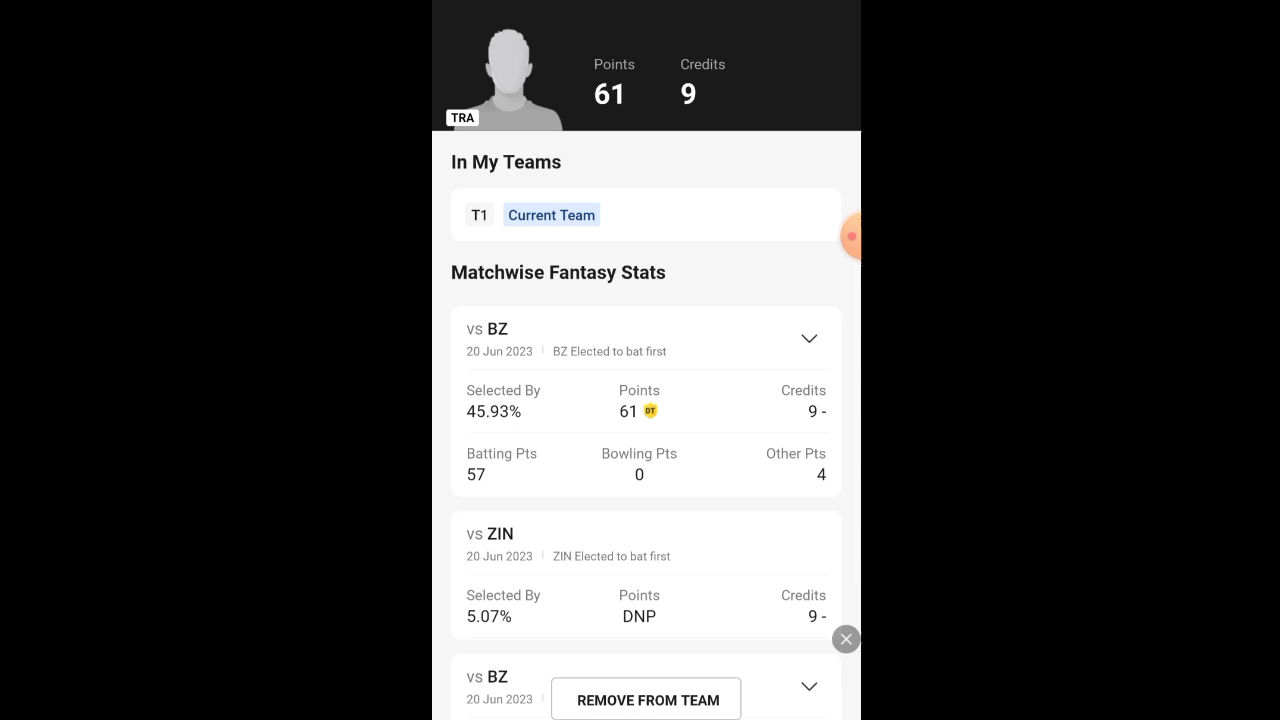 Points Credits
61 9
TRA
In My Teams
T1 Current Team
Matchwise Fantasy Stats
vs BZ
20 Jun 2023 BZ Elected to bat first
Selected By Points Credits
45.93% 61 DT 9 -
Batting Pts Bowling Pts Other Pts
57 0 4
vs ZIN
20 Jun 2023 ZIN Elected to bat first
Selected By Points Credits
5.07% DNP 9 -
vs BZ
20 Jun 2023
REMOVE FROM TEAM